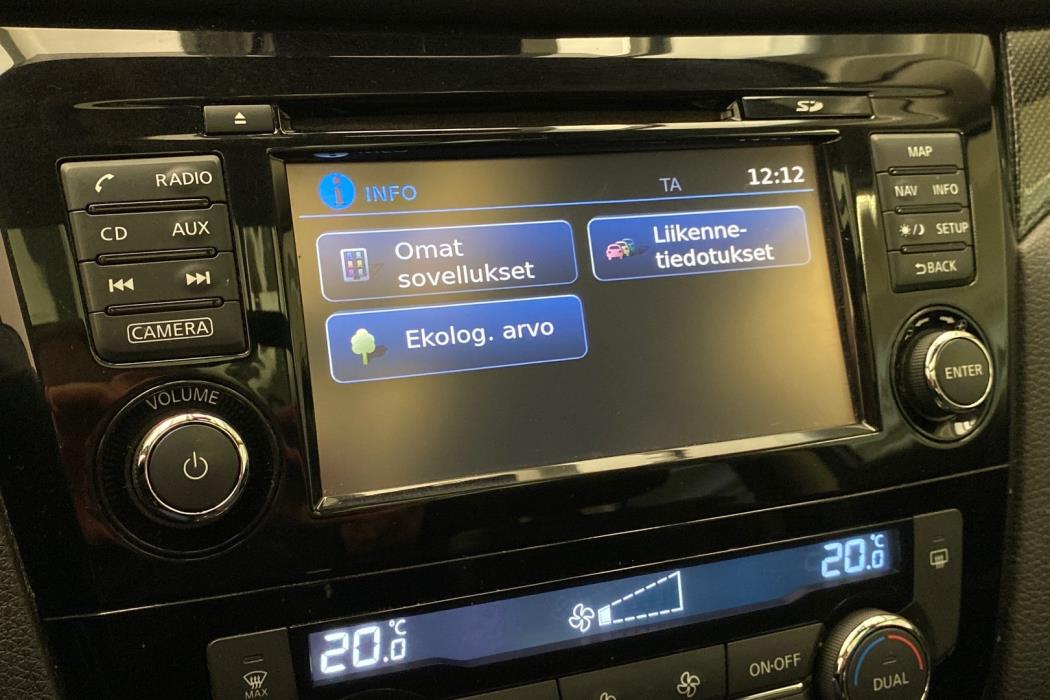 SD
RADIO
CD AUX
CAMERA
VOLUME
INFO TA 12:12
Omat
sovellukset
Liikenne-
tiedotukset
Ekolog. arvo
MAP
NAV INFO
SETUP
BACK
ENTER
20.0°C
20.0°C
MAX
ON·OFF
DUAL